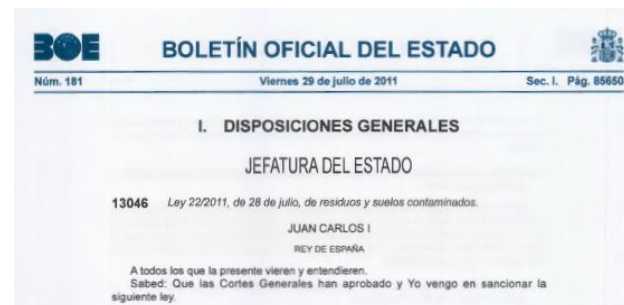 BOE BOLETÍN OFICIAL DEL ESTADO
Núm. 181 Viernes 29 de julio de 2011 Sec. I. Pág. 85650
I. DISPOSICIONES GENERALES
JEFATURA DEL ESTADO
13046 Ley 22/2011, de 28 de julio, de residuos y suelos contaminados.
JUAN CARLOS I
REY DE ESPAÑA
A todos los que la presente vieren y entendieren.
Sabed: Que las Cortes Generales han aprobado y Yo vengo en sancionar la
siguiente ley.